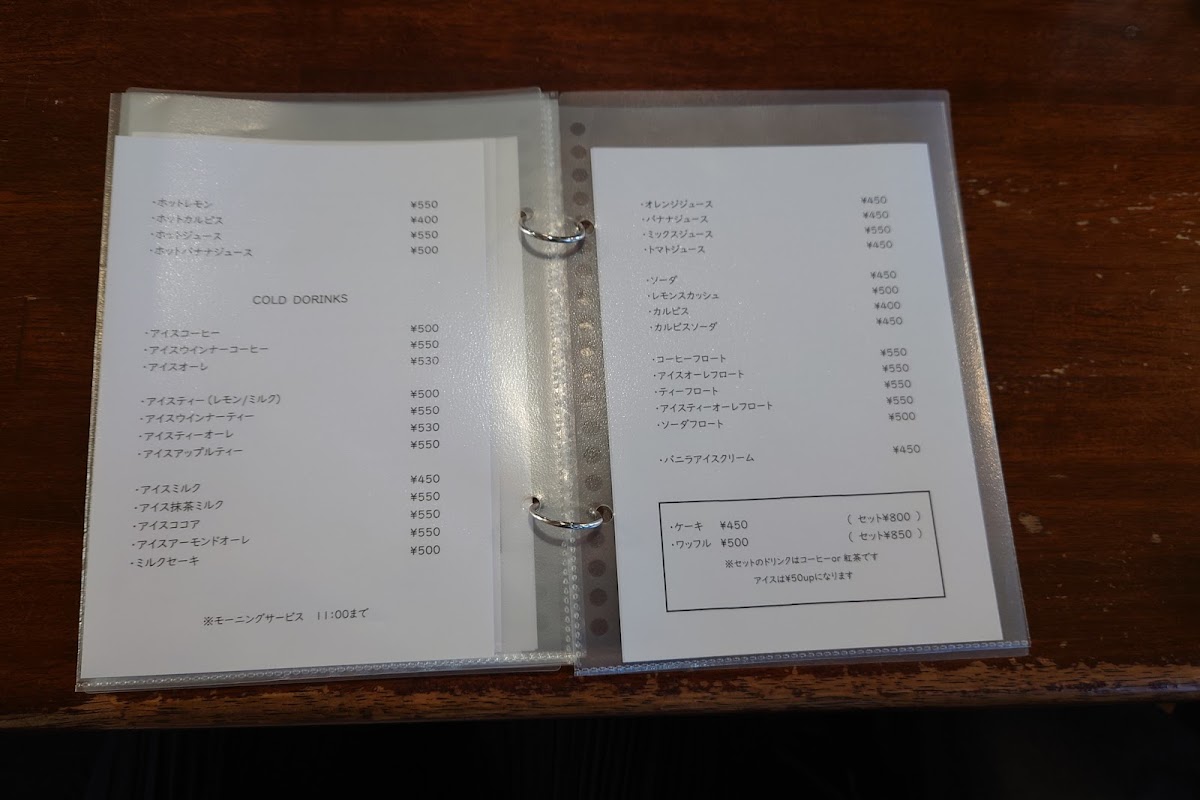 ・ホットレモン ¥550
・ホットカルピス ¥400
・ホットジュース ¥550
・ホットバナナジュース ¥500
COLD DORINKS
・アイスコーヒー ¥500
・アイスウインナーコーヒー ¥550
・アイスオーレ ¥530
・アイスティー（レモン/ミルク） ¥500
・アイスウインナーティー ¥550
・アイスティーオーレ ¥530
・アイスアップルティー ¥550
・アイスミルク ¥450
・アイス抹茶ミルク ¥550
・アイスココア ¥550
・アイスアーモンドオーレ ¥550
・ミルクセーキ ¥500
※モーニングサービス 11:00まで
・オレンジジュース ¥450
・バナナジュース ¥450
・ミックスジュース ¥550
・トマトジュース ¥450
・ソーダ ¥450
・レモンスカッシュ ¥500
・カルピス ¥400
・カルピスソーダ ¥450
・コーヒーフロート ¥550
・アイスオーレフロート ¥550
・ティーフロート ¥550
・アイスティーオーレフロート ¥550
・ソーダフロート ¥500
・バニラアイスクリーム ¥450
・ケーキ ¥450 （ セット¥800 ）
・ワッフル ¥500 （ セット¥850 ）
※セットのドリンクはコーヒーor 紅茶です
アイスは¥50upになります